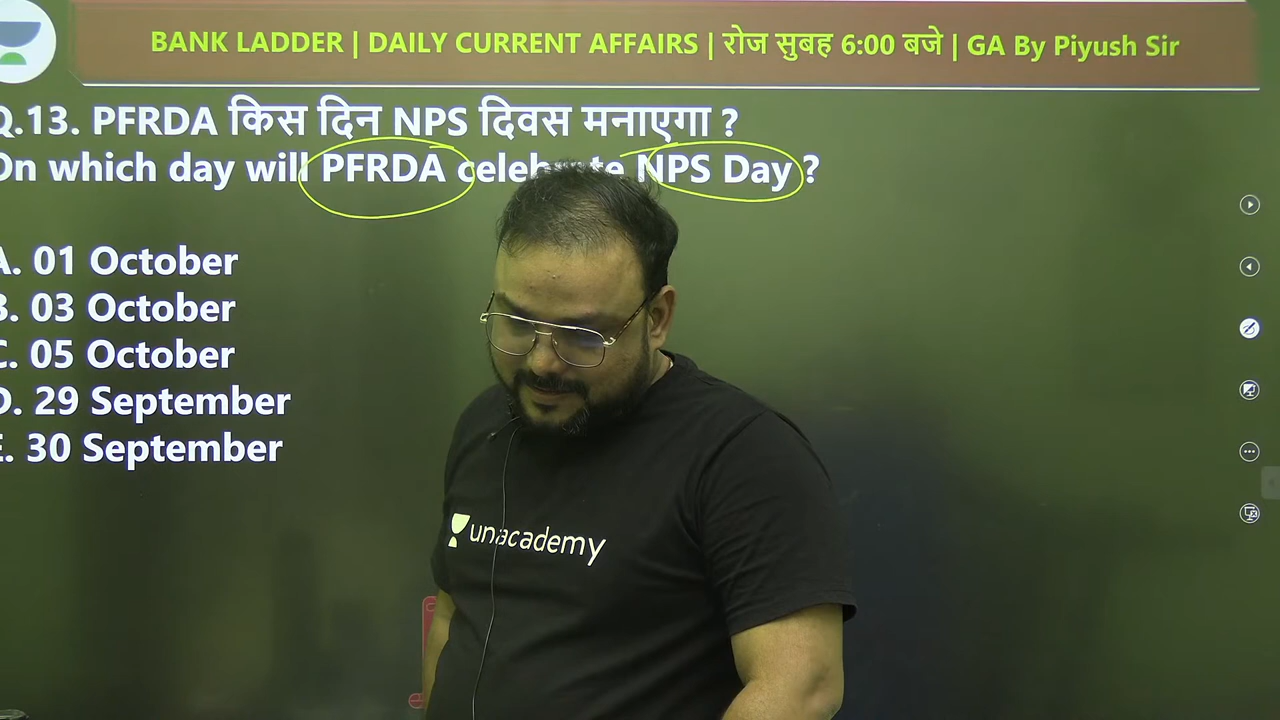 BANK LADDER | DAILY CURRENT AFFAIRS | रोज सुबह 6:00 बजे | GA By Piyush Sir
Q.13. PFRDA किस दिन NPS दिवस मनाएगा ?
On which day will PFRDA NPS Day ?
A. 01 October
B. 03 October
C. 05 October
D. 29 September
E. 30 September
unacademy